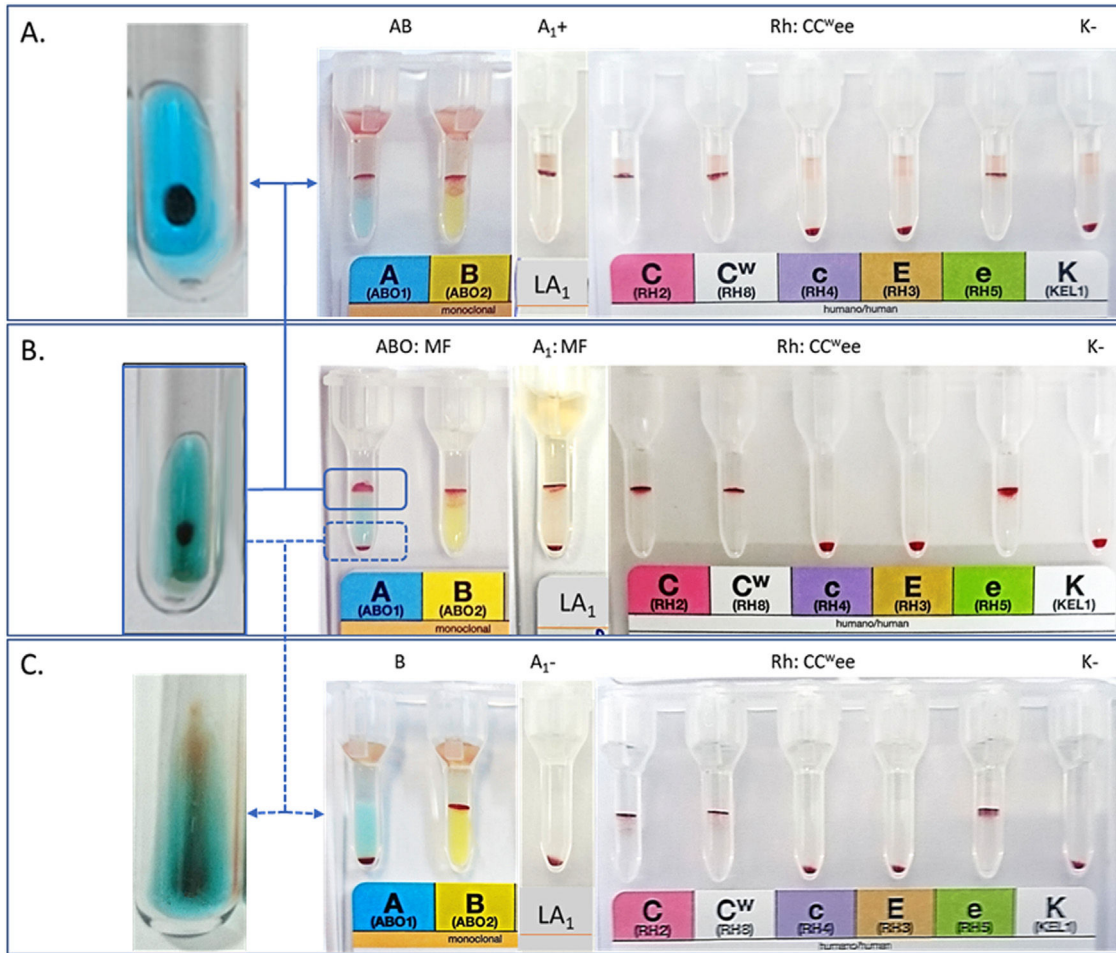 A.
AB
A₁+
Rh: CCʷee
K-
A B LA₁ C Cʷ c E e K
(ABO1) (ABO2) (RH2) (RH8) (RH4) (RH3) (RH5) (KEL1)
monoclonal humano/human
B.
ABO: MF
A₁: MF
Rh: CCʷee
K-
A B LA₁ C Cᵂ c E e K
(ABO1) (ABO2) (RH2) (RH8) (RH4) (RH3) (RH5) (KEL1)
monoclonal humano/human
C.
B
A₁-
Rh: CCʷee
K-
A B LA₁ C Cᵂ c E e K
(ABO1) (ABO2) (RH2) (RH8) (RH4) (RH3) (RH5) (KEL1)
monoclonal humano/human